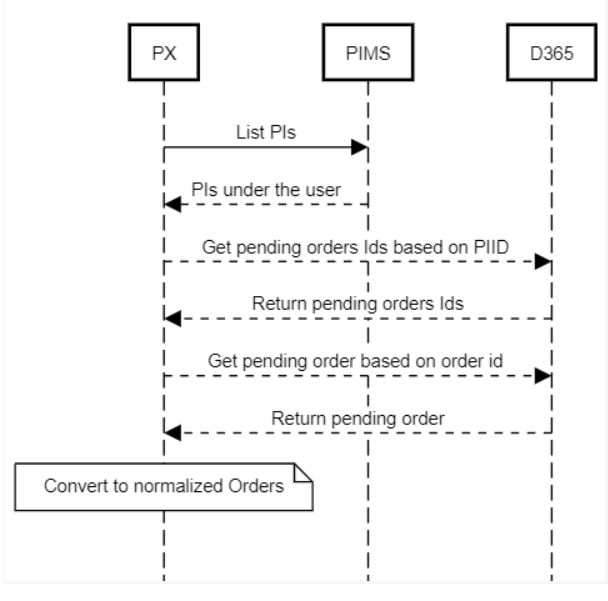 PX
PIMS
D365
List PIs
PIs under the user
Get pending orders Ids based on PIID
Return pending orders Ids
Get pending order based on order id
Return pending order
Convert to normalized Orders